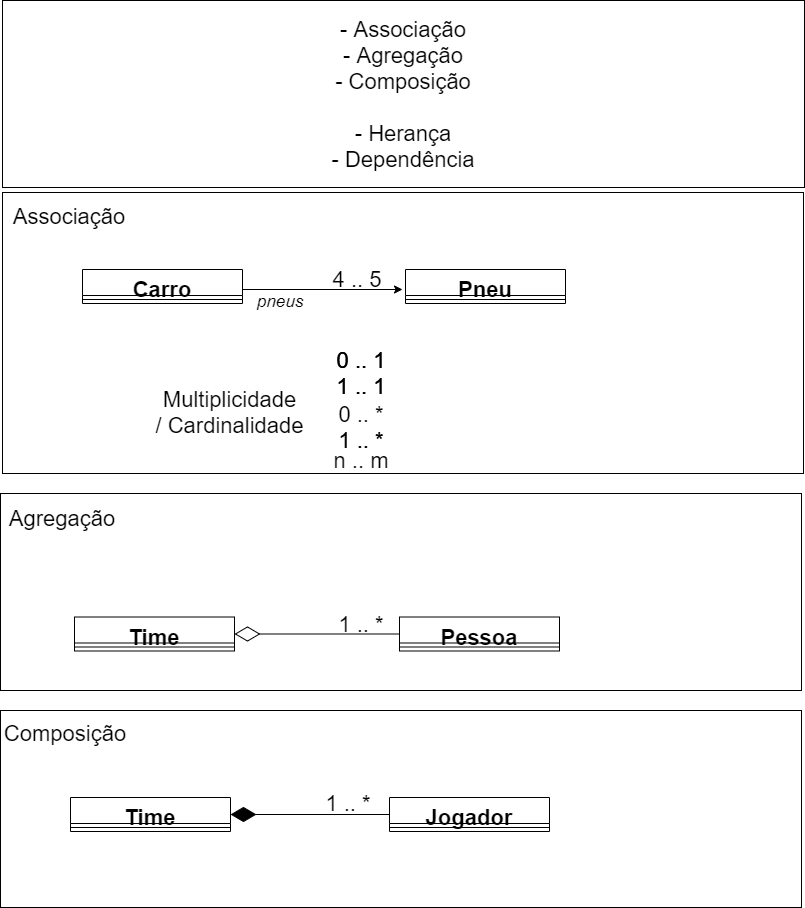 - Associação
- Agregação
- Composição
- Herança
- Dependência
Associação
Carro
4 .. 5
Pneu
pneus
0 .. 1
1 .. 1
Multiplicidade
/ Cardinalidade
0 .. *
1 .. *
n .. m
Agregação
Time
1 .. *
Pessoa
Composição
Time
1 .. *
Jogador